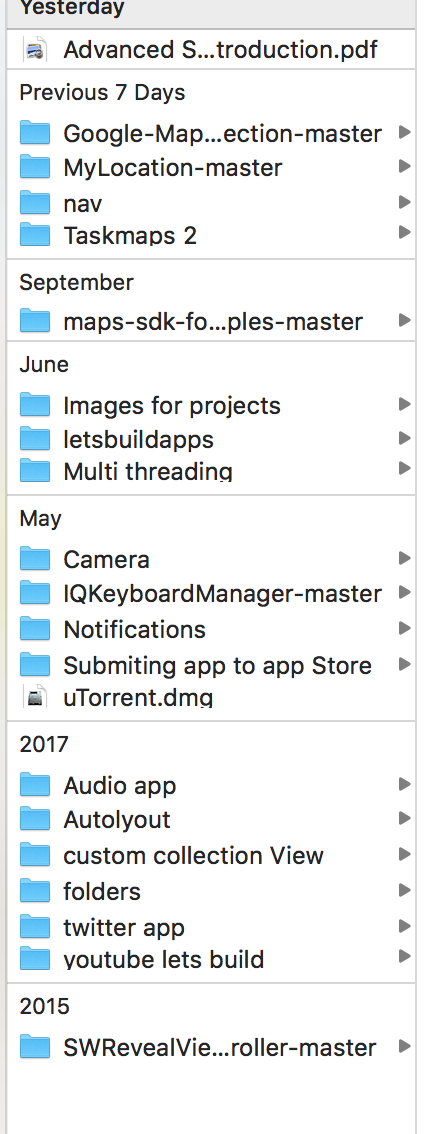 Yesterday
Advanced S...troduction.pdf
Previous 7 Days
Google-Map...ection-master
MyLocation-master
nav
Taskmaps 2
September
maps-sdk-fo...ples-master
June
Images for projects
letsbuildapps
Multi threading
May
Camera
IQKeyboardManager-master
Notifications
Submiting app to app Store
uTorrent.dmg
2017
Audio app
Autolyout
custom collection View
folders
twitter app
youtube lets build
2015
SWRevealVie...roller-master